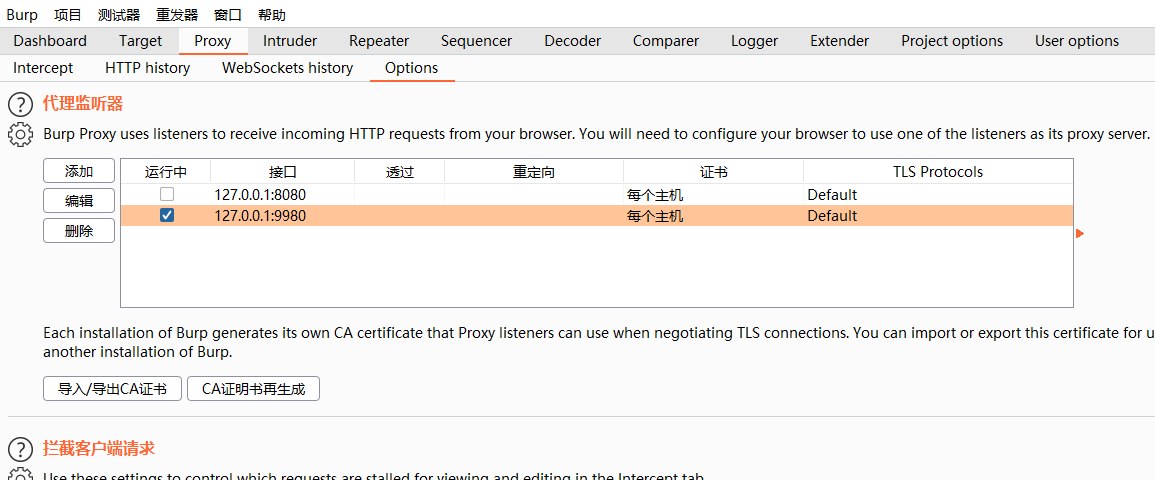 Burp 项目 测试器 重发器 窗口 帮助
Dashboard Target Proxy Intruder Repeater Sequencer Decoder Comparer Logger Extender Project options User options
Intercept HTTP history WebSockets history Options
代理监听器
Burp Proxy uses listeners to receive incoming HTTP requests from your browser. You will need to configure your browser to use one of the listeners as its proxy server.
添加 运行中 接口 透过 重定向 证书 TLS Protocols
127.0.0.1:8080 每个主机 Default
编辑
127.0.0.1:9980 每个主机 Default
删除
Each installation of Burp generates its own CA certificate that Proxy listeners can use when negotiating TLS connections. You can import or export this certificate for u
another installation of Burp.
导入/导出CA证书 CA证明书再生成
拦截客户端请求
Use these settings to control which requests are stalled for viewing and editing in the Intercept tab.